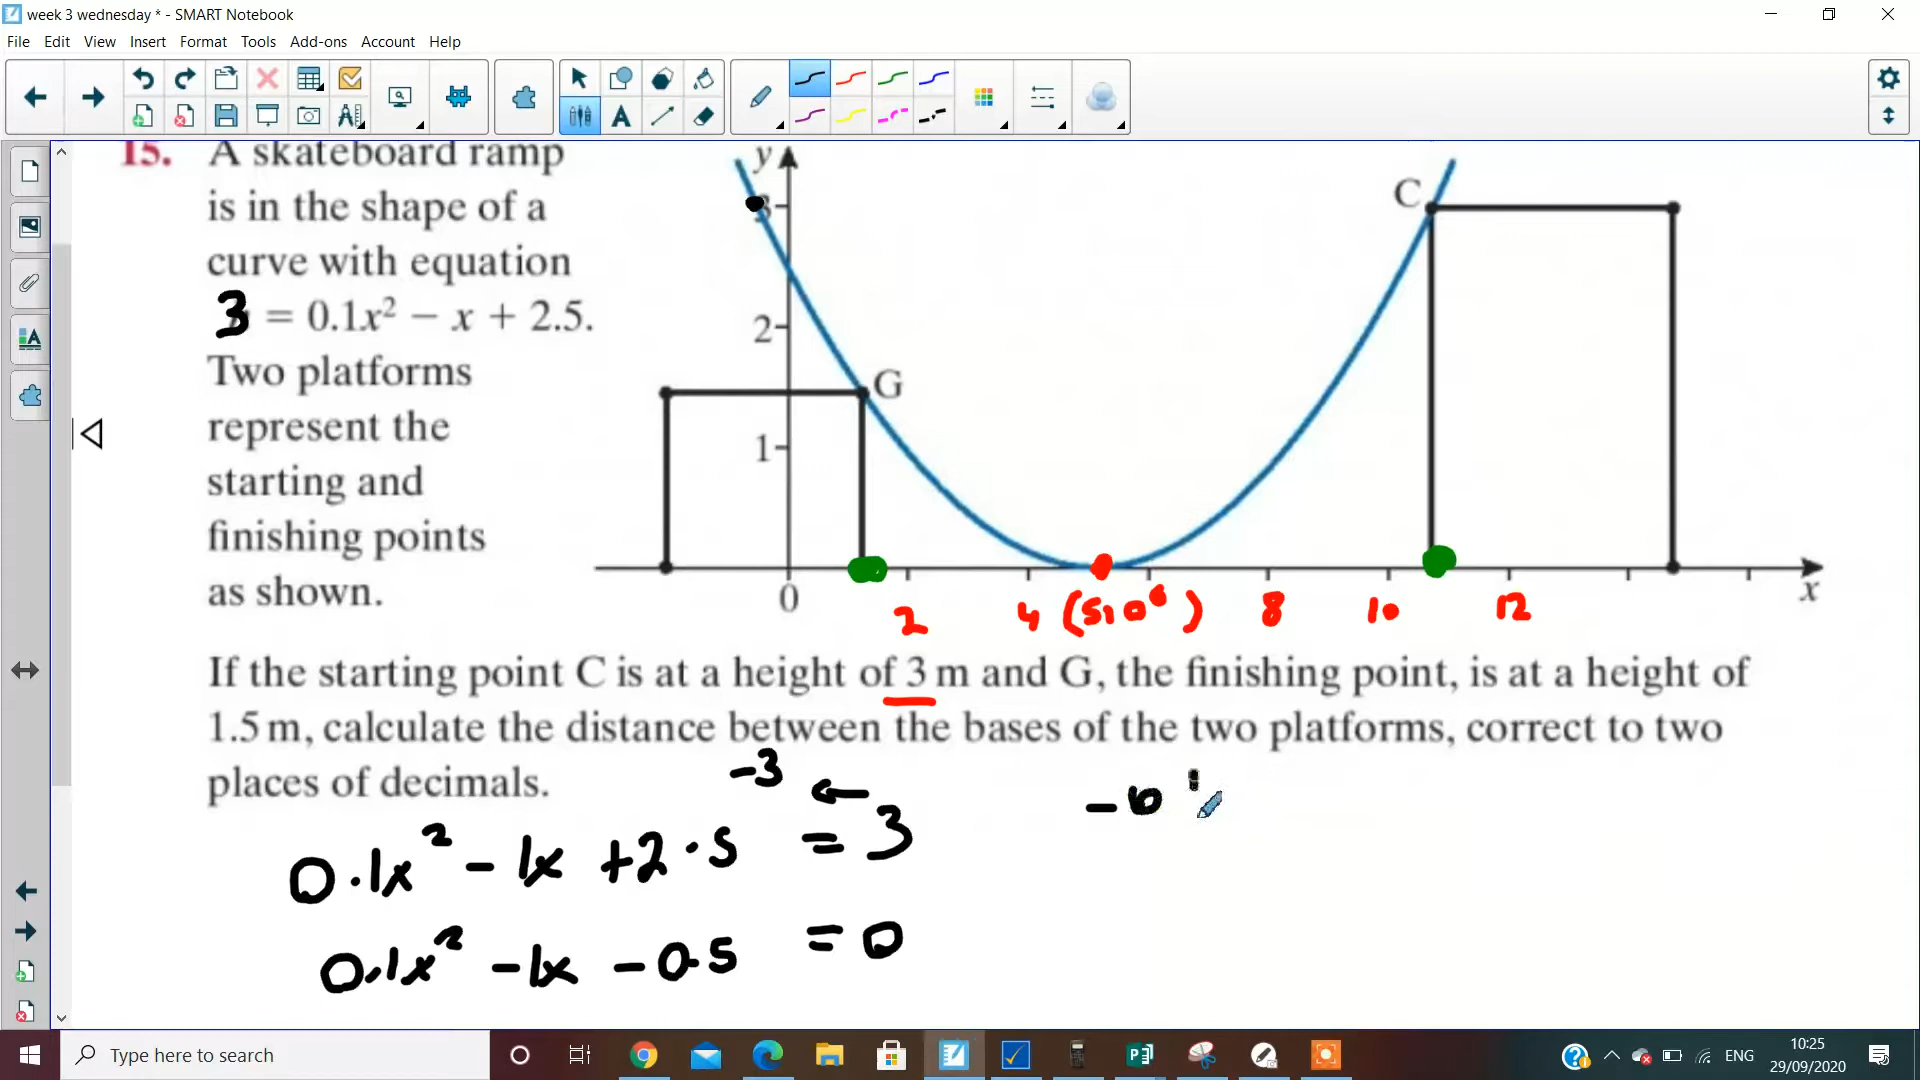 week 3 wednesday * - SMART Notebook
File Edit View Insert Format Tools Add-ons Account Help
15. A skateboard ramp
is in the shape of a
curve with equation
3 = 0.1x² − x + 2.5.
Two platforms
represent the
starting and
finishing points
as shown.
y
3
2
1
0
G
C
x
2 4 (5106) 8 10 12
If the starting point C is at a height of 3 m and G, the finishing point, is at a height of
1.5 m, calculate the distance between the bases of the two platforms, correct to two
places of decimals.
-3
0.1x² - 1x + 2.5 = 3
0.1x² - 1x - 0.5 = 0
-b
Type here to search
ENG
10:25
29/09/2020